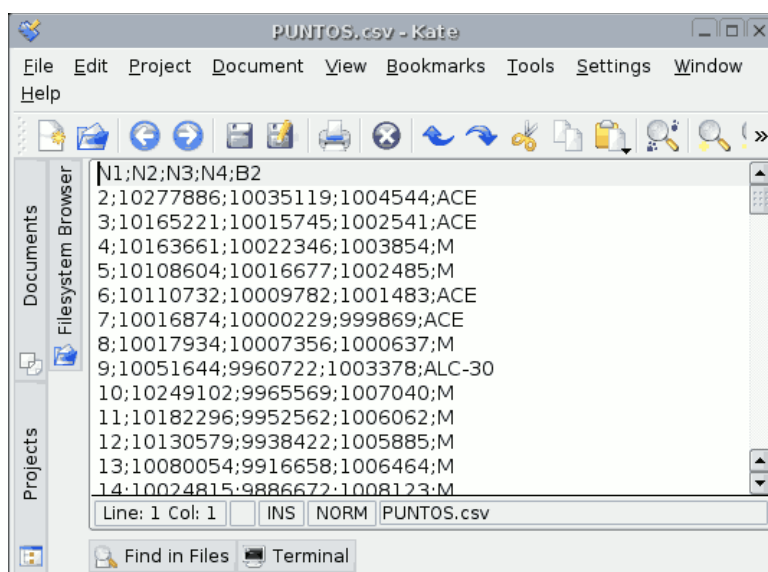 PUNTOS.csv - Kate
File Edit Project Document View Bookmarks Tools Settings Window
Help
»
Documents
Projects
Filesystem Browser
N1;N2;N3;N4;B2
2;10277886;10035119;1004544;ACE
3;10165221;10015745;1002541;ACE
4;10163661;10022346;1003854;M
5;10108604;10016677;1002485;M
6;10110732;10009782;1001483;ACE
7;10016874;10000229;999869;ACE
8;10017934;10007356;1000637;M
9;10051644;9960722;1003378;ALC-30
10;10249102;9965569;1007040;M
11;10182296;9952562;1006062;M
12;10130579;9938422;1005885;M
13;10080054;9916658;1006464;M
14;10024815;9886672;1008123;M
Line: 1 Col: 1 INS NORM PUNTOS.csv
Find in Files Terminal